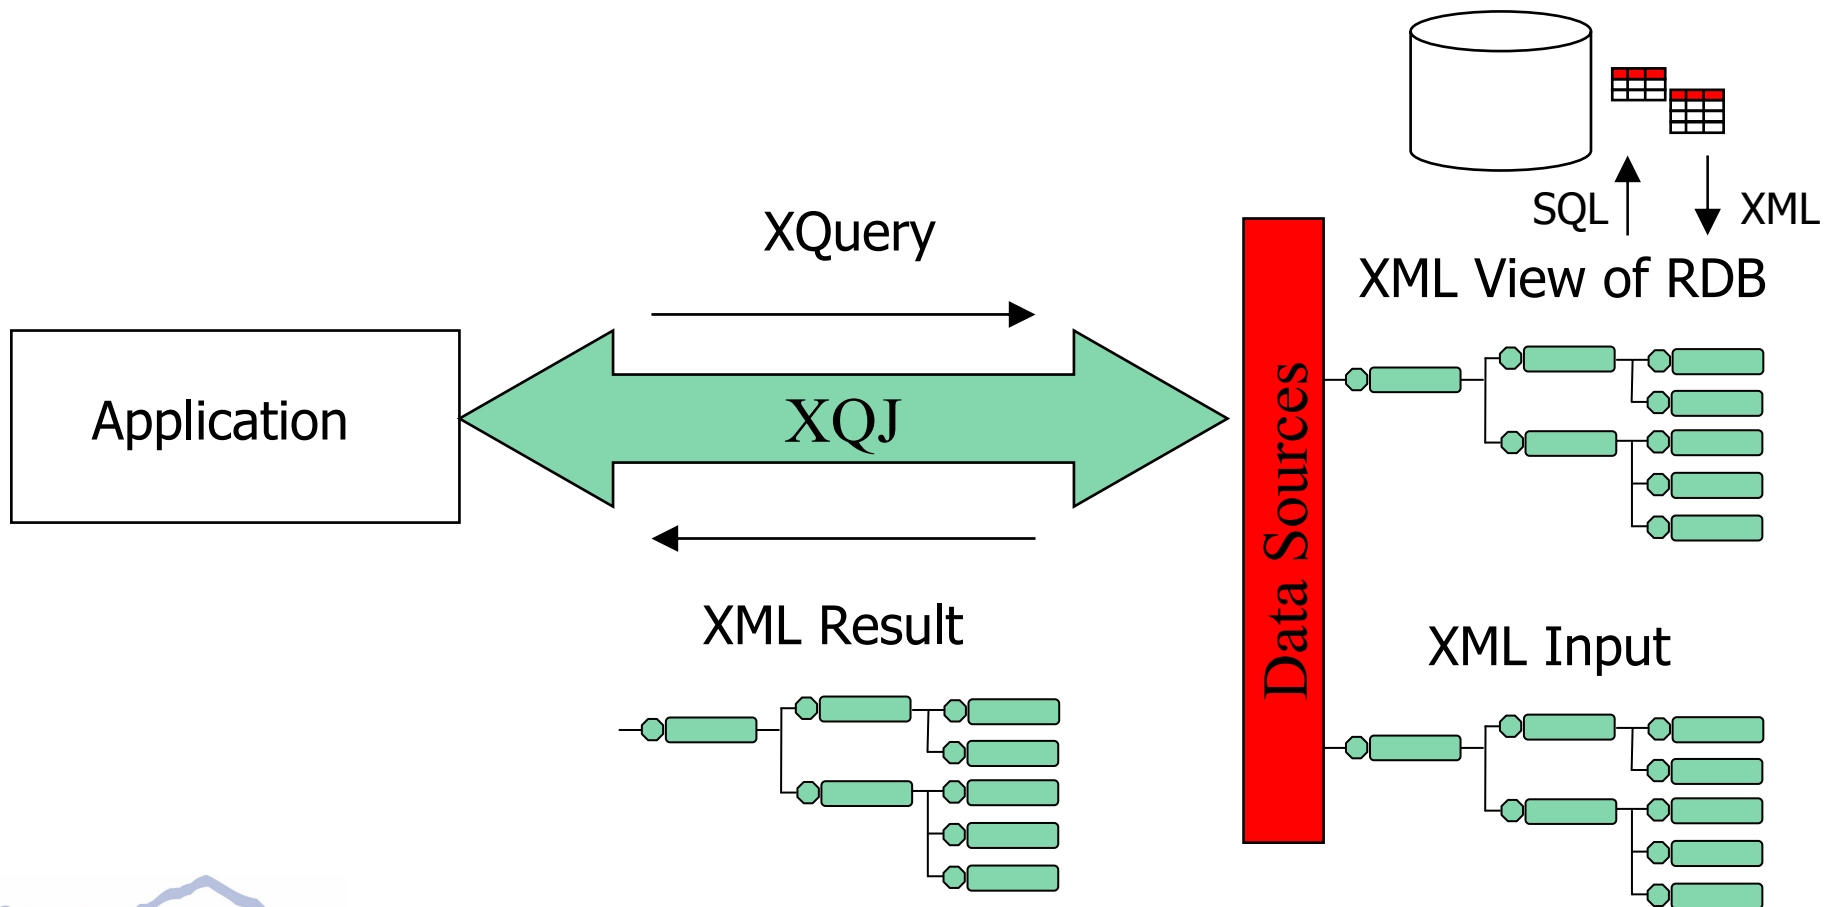 SQL
XML
XQuery
XML View of RDB
Application
XQJ
Data Sources
XML Result
XML Input